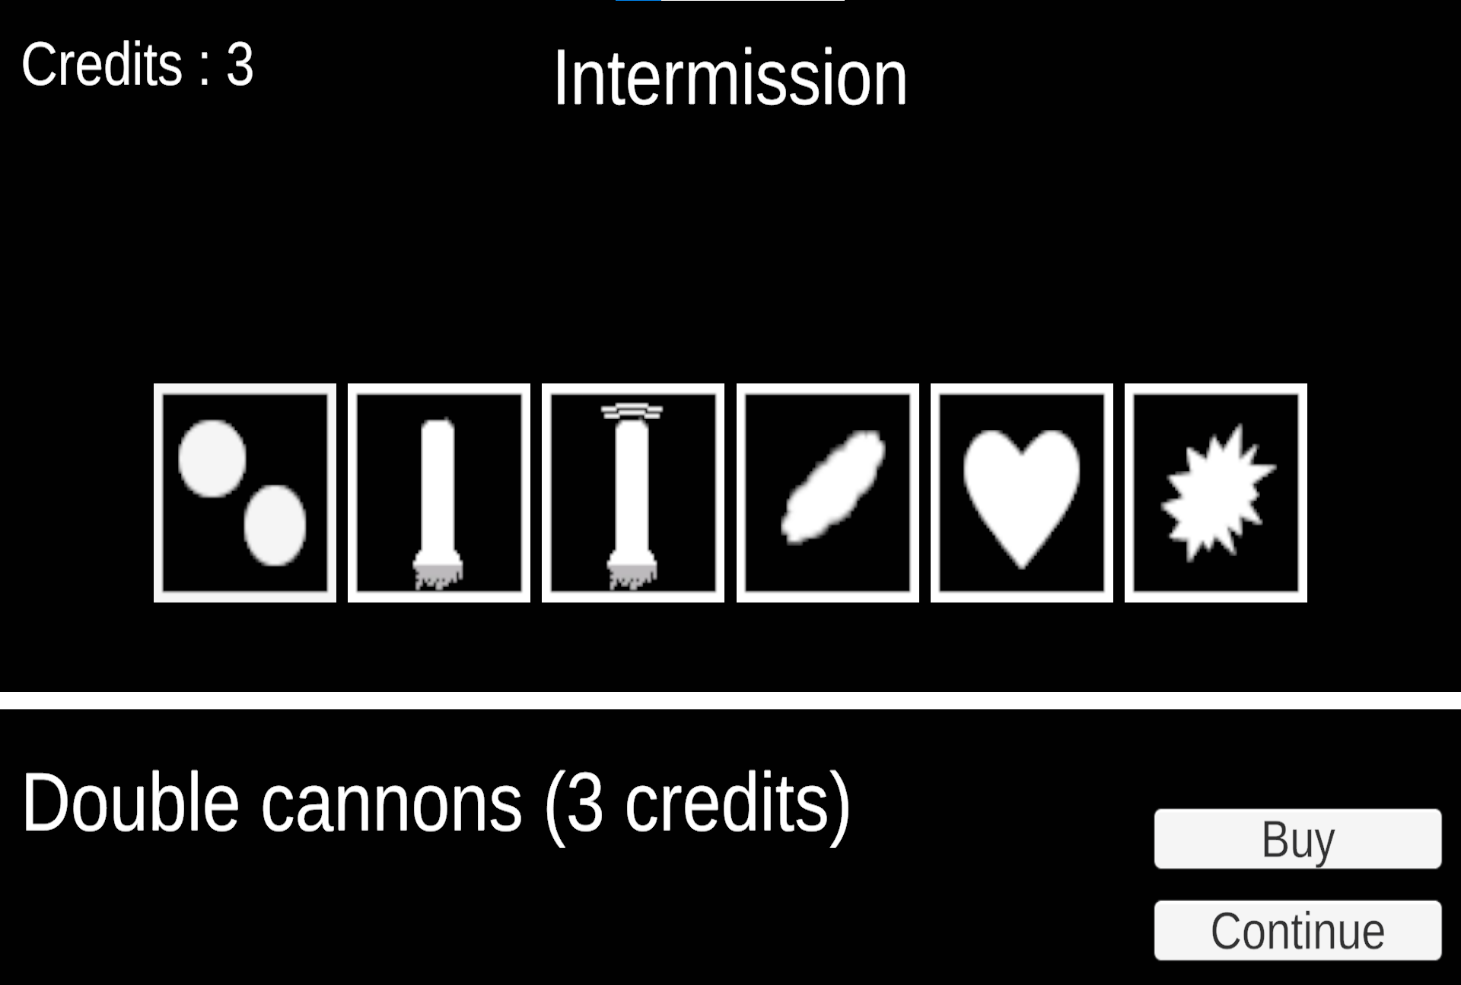 Credits : 3
Intermission
Double cannons (3 credits)
Buy
Continue